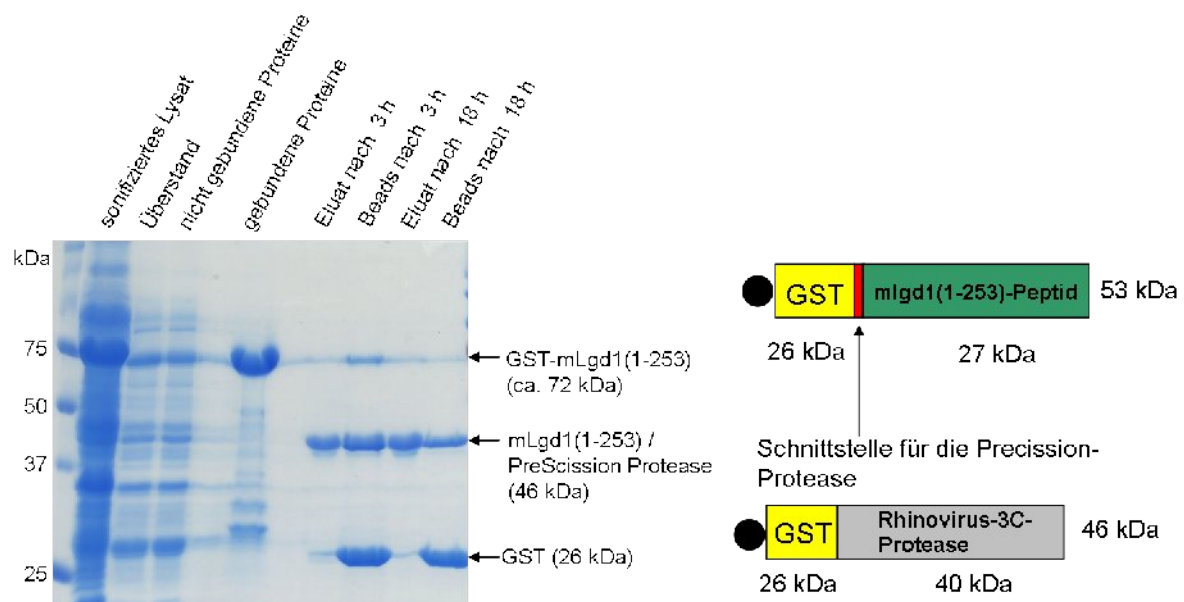 sonifiziertes Lysat
Überstand
nicht gebundene Proteine
gebundene Proteine
Eluat nach 3 h
Beads nach 3 h
Eluat nach 18 h
Beads nach 18 h
kDa
75
50
37
25
GST-mLgd1(1-253)
(ca. 72 kDa)
mLgd1(1-253) /
PreScission Protease
(46 kDa)
GST (26 kDa)
GST
mlgd1(1-253)-Peptid
53 kDa
26 kDa
27 kDa
Schnittstelle für die Precission-
Protease
GST
Rhinovirus-3C-
Protease
46 kDa
26 kDa
40 kDa